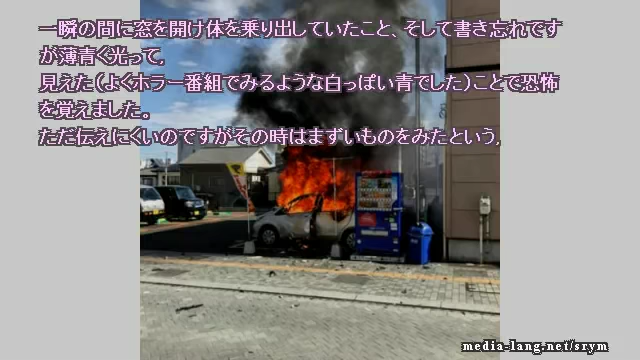 一瞬の間に窓を開け体を乗り出していたこと、そして書き忘れです
が薄青く光って,
見えた（よくホラー番組でみるような白っぽい青でした）ことで恐怖
を覚えました。
ただ伝えにくいのですがその時はまずいものをみたという,
media-lang.net/srym